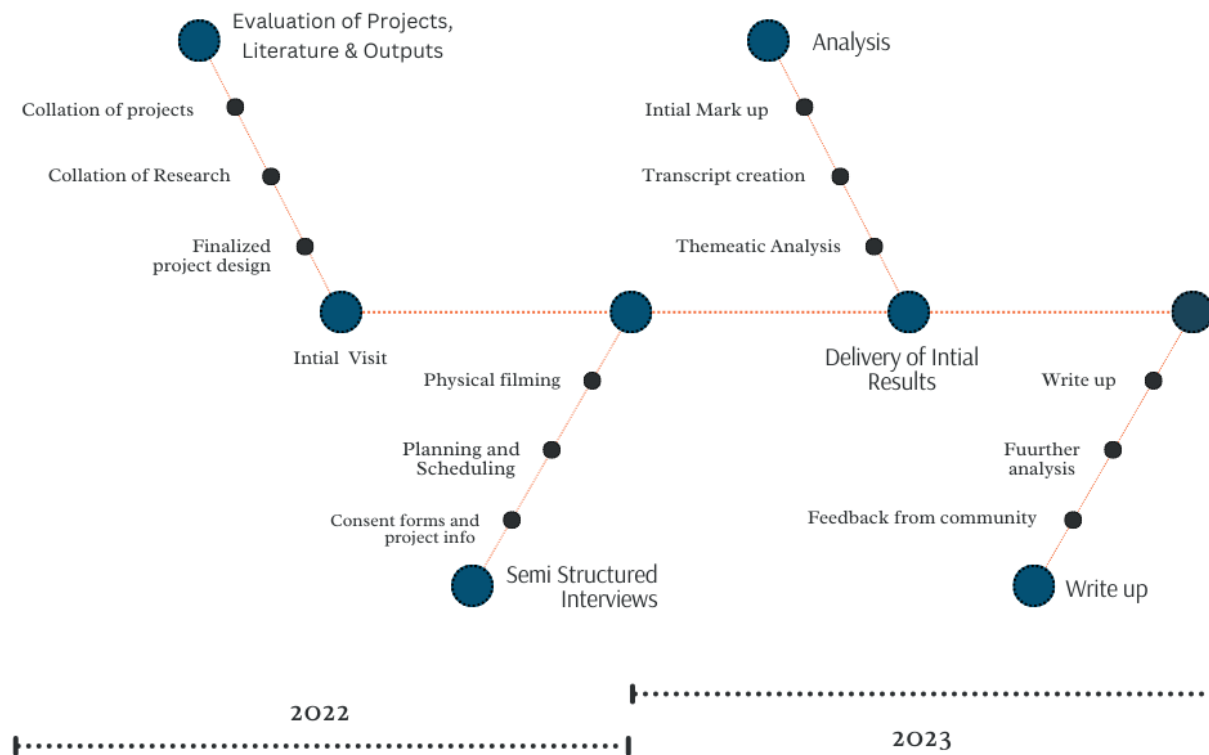 Evaluation of Projects,
Literature & Outputs
Collation of projects
Collation of Research
Finalized
project design
Intial Visit
Physical filming
Planning and
Scheduling
Consent forms and
project info
Semi Structured
Interviews
Analysis
Intial Mark up
Transcript creation
Themeatic Analysis
Delivery of Intial
Results
Write up
Fuurther
analysis
Feedback from community
Write up
2022
2023